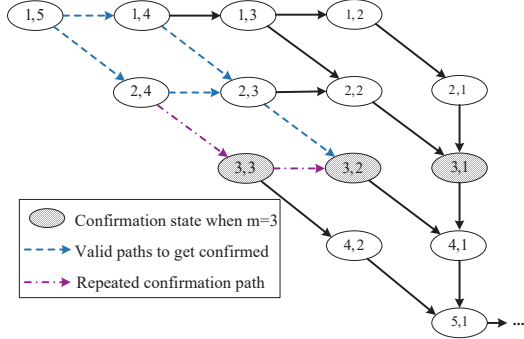 1,5 1,4 1,3 1,2
2,4 2,3 2,2 2,1
3,3 3,2 3,1
4,2 4,1
5,1 ...
Confirmation state when m=3
Valid paths to get confirmed
Repeated confirmation path